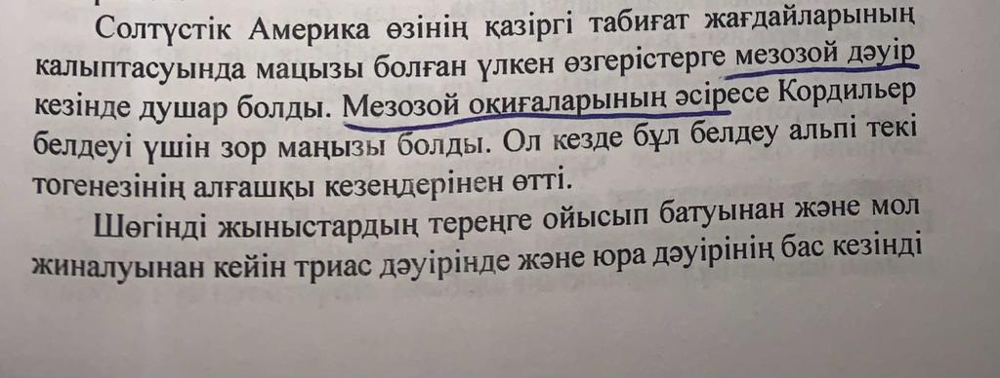 Солтүстік Америка өзінің қазіргі табиғат жағдайларының
калыптасуында мацызы болған үлкен өзгерістерге мезозой дәуір
кезінде душар болды. Мезозой оқиғаларының әсіресе Кордильер
белдеуі үшін зор маңызы болды. Ол кезде бұл белдеу альпі текі
тогенезінің алғашқы кезеңдерінен өтті.
Шөгінді жыныстардың тереңге ойысып батуынан және мол
жиналуынан кейін триас дәуірінде және юра дәуірінің бас кезінді